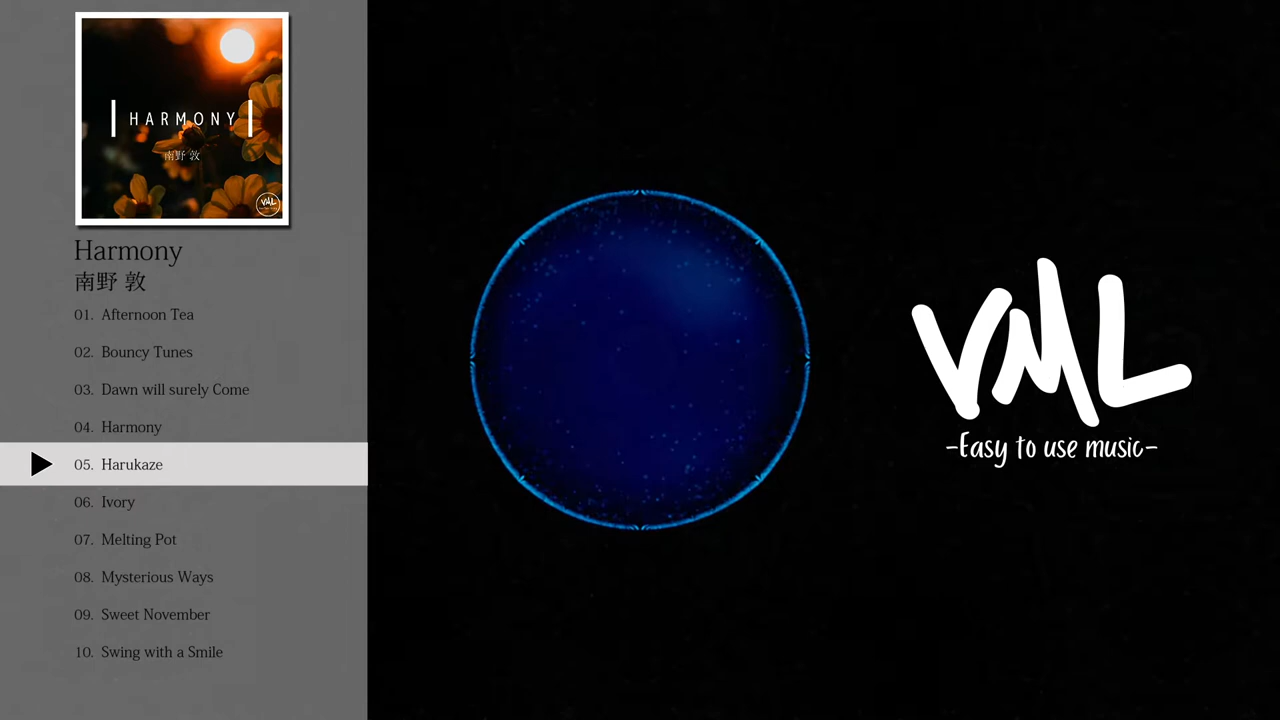 HARMONY
南野 敦
VML
Harmony
南野 敦
01. Afternoon Tea
02. Bouncy Tunes
03. Dawn will surely Come
04. Harmony
05. Harukaze
06. Ivory
07. Melting Pot
08. Mysterious Ways
09. Sweet November
10. Swing with a Smile
VML
-Easy to use music-